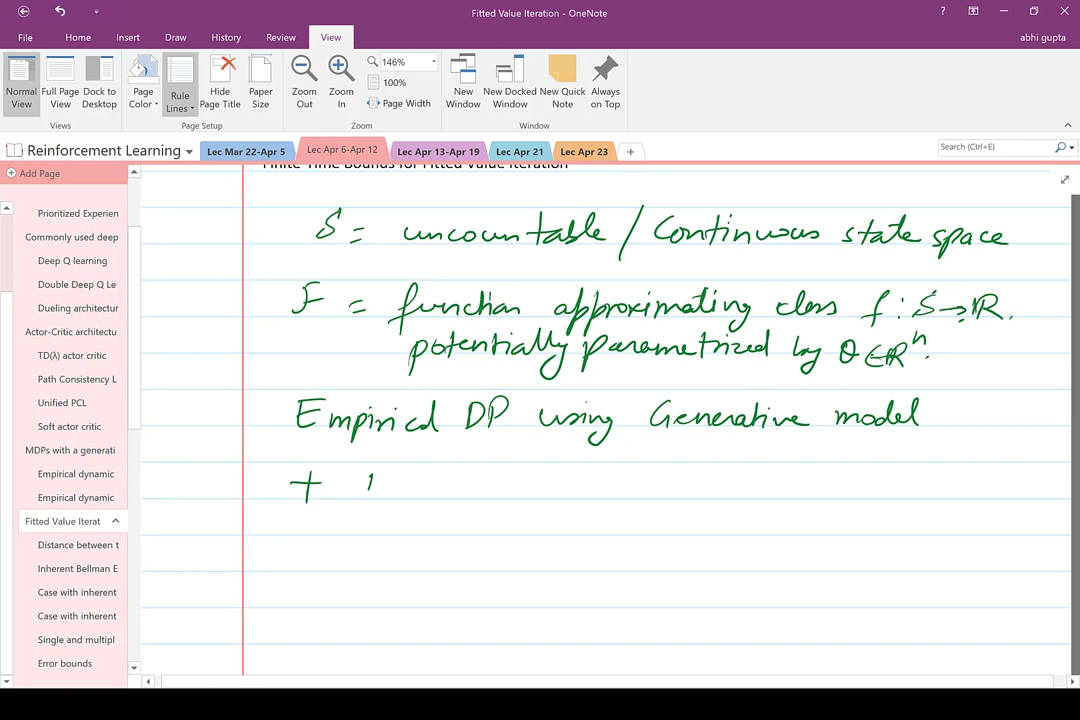 Fitted Value Iteration - OneNote
abhi gupta
File Home Insert Draw History Review View
Normal View
Full Page View
Dock to Desktop
Page Color
Rule Lines
Hide Page Title
Paper Size
Zoom Out
Zoom In
146%
100%
Page Width
New Window
New Docked Window
New Quick Note
Always on Top
Views Page Setup Zoom Window
Reinforcement Learning
Lec Mar 22-Apr 5
Lec Apr 6-Apr 12
Lec Apr 13-Apr 19
Lec Apr 21
Lec Apr 23
Search (Ctrl+E)
Add Page
Prioritized Experien
Commonly used deep
Deep Q learning
Double Deep Q Le
Dueling architectur
Actor-Critic architectu
TD(λ) actor critic
Path Consistency L
Unified PCL
Soft actor critic
MDPs with a generati
Empirical dynamic
Empirical dynamic
Fitted Value Iterat
Distance between t
Inherent Bellman E
Case with inherent
Case with inherent
Single and multipl
Error bounds
Finite Time Bounds for Fitted Value Iteration
S = uncountable / Continuous state space
F = function approximating class f : S → R.
potentially parametrized by θ ∈ R^n.
Empirical DP using Generative model
+